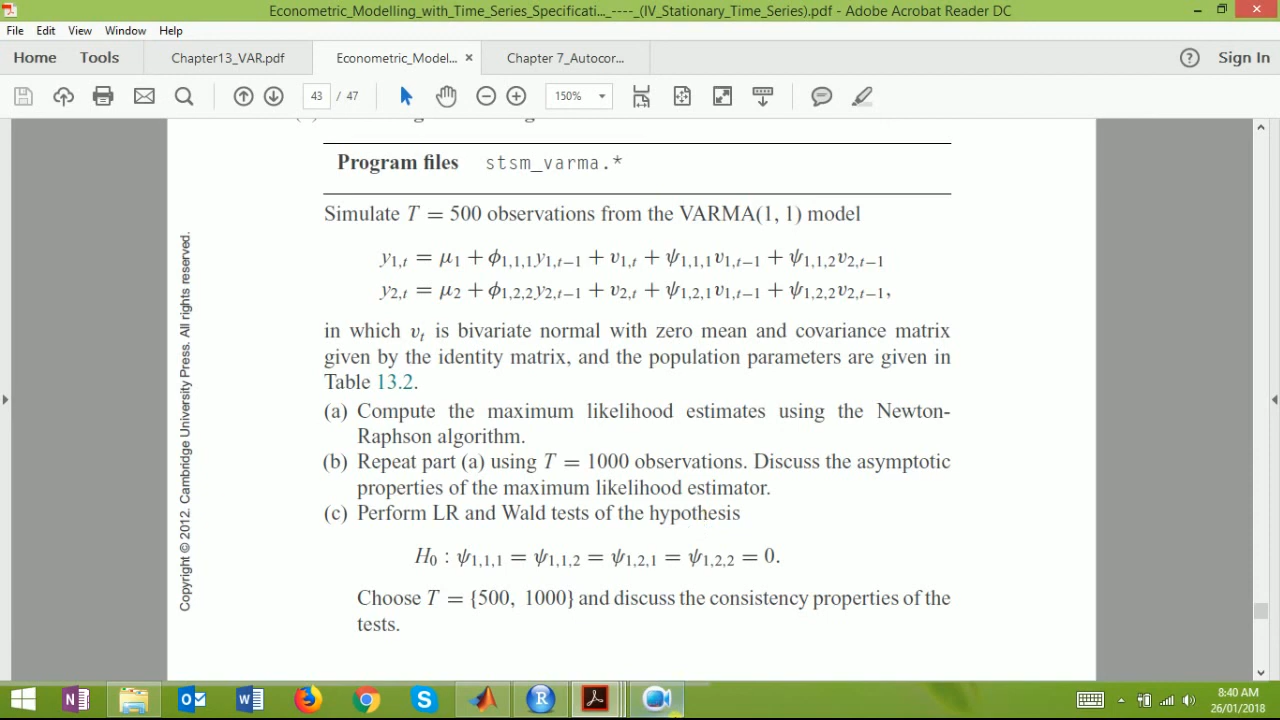 Econometric_Modelling_with_Time_Series_Specificati..._----_(IV_Stationary_Time_Series).pdf - Adobe Acrobat Reader DC
File Edit View Window Help
Home Tools Chapter13_VAR.pdf Econometric_Model... × Chapter 7_Autocor... Sign In
43 / 47 150%
Program files stsm_varma.*
Simulate T = 500 observations from the VARMA(1, 1) model
y₁,ₜ = μ₁ + ϕ₁,₁,₁y₁,ₜ₋₁ + v₁,ₜ + ψ₁,₁,₁v₁,ₜ₋₁ + ψ₁,₁,₂v₂,ₜ₋₁
y₂,ₜ = μ₂ + ϕ₁,₂,₂y₂,ₜ₋₁ + v₂,ₜ + ψ₁,₂,₁v₁,ₜ₋₁ + ψ₁,₂,₂v₂,ₜ₋₁,
in which vₜ is bivariate normal with zero mean and covariance matrix
given by the identity matrix, and the population parameters are given in
Table 13.2.
(a) Compute the maximum likelihood estimates using the Newton-
Raphson algorithm.
(b) Repeat part (a) using T = 1000 observations. Discuss the asymptotic
properties of the maximum likelihood estimator.
(c) Perform LR and Wald tests of the hypothesis
H₀ : ψ₁,₁,₁ = ψ₁,₁,₂ = ψ₁,₂,₁ = ψ₁,₂,₂ = 0.
Choose T = {500, 1000} and discuss the consistency properties of the
tests.
Copyright © 2012. Cambridge University Press. All rights reserved.
8:40 AM
26/01/2018